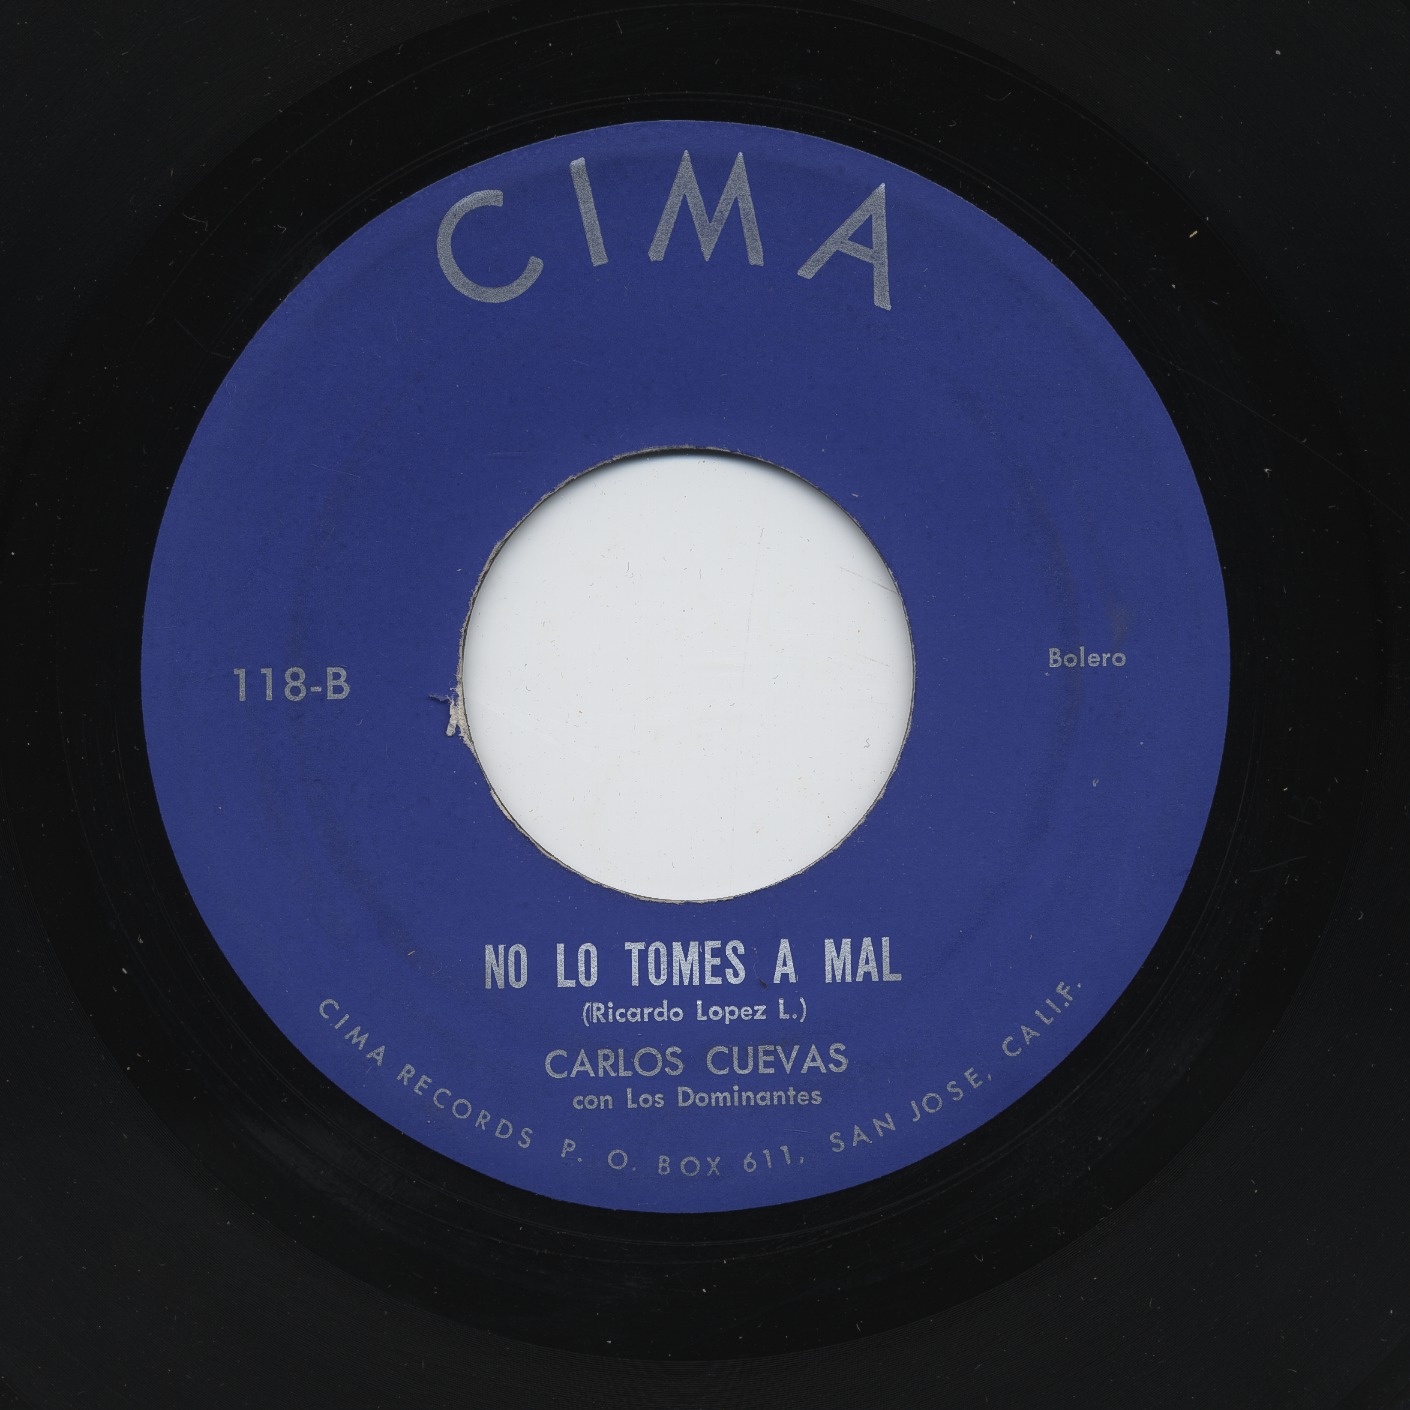 CIMA
118-B
Bolero
NO LO TOMES A MAL
(Ricardo Lopez L.)
CARLOS CUEVAS
con Los Dominantes
CIMA RECORDS P. O. BOX 611, SAN JOSE, CALIF.